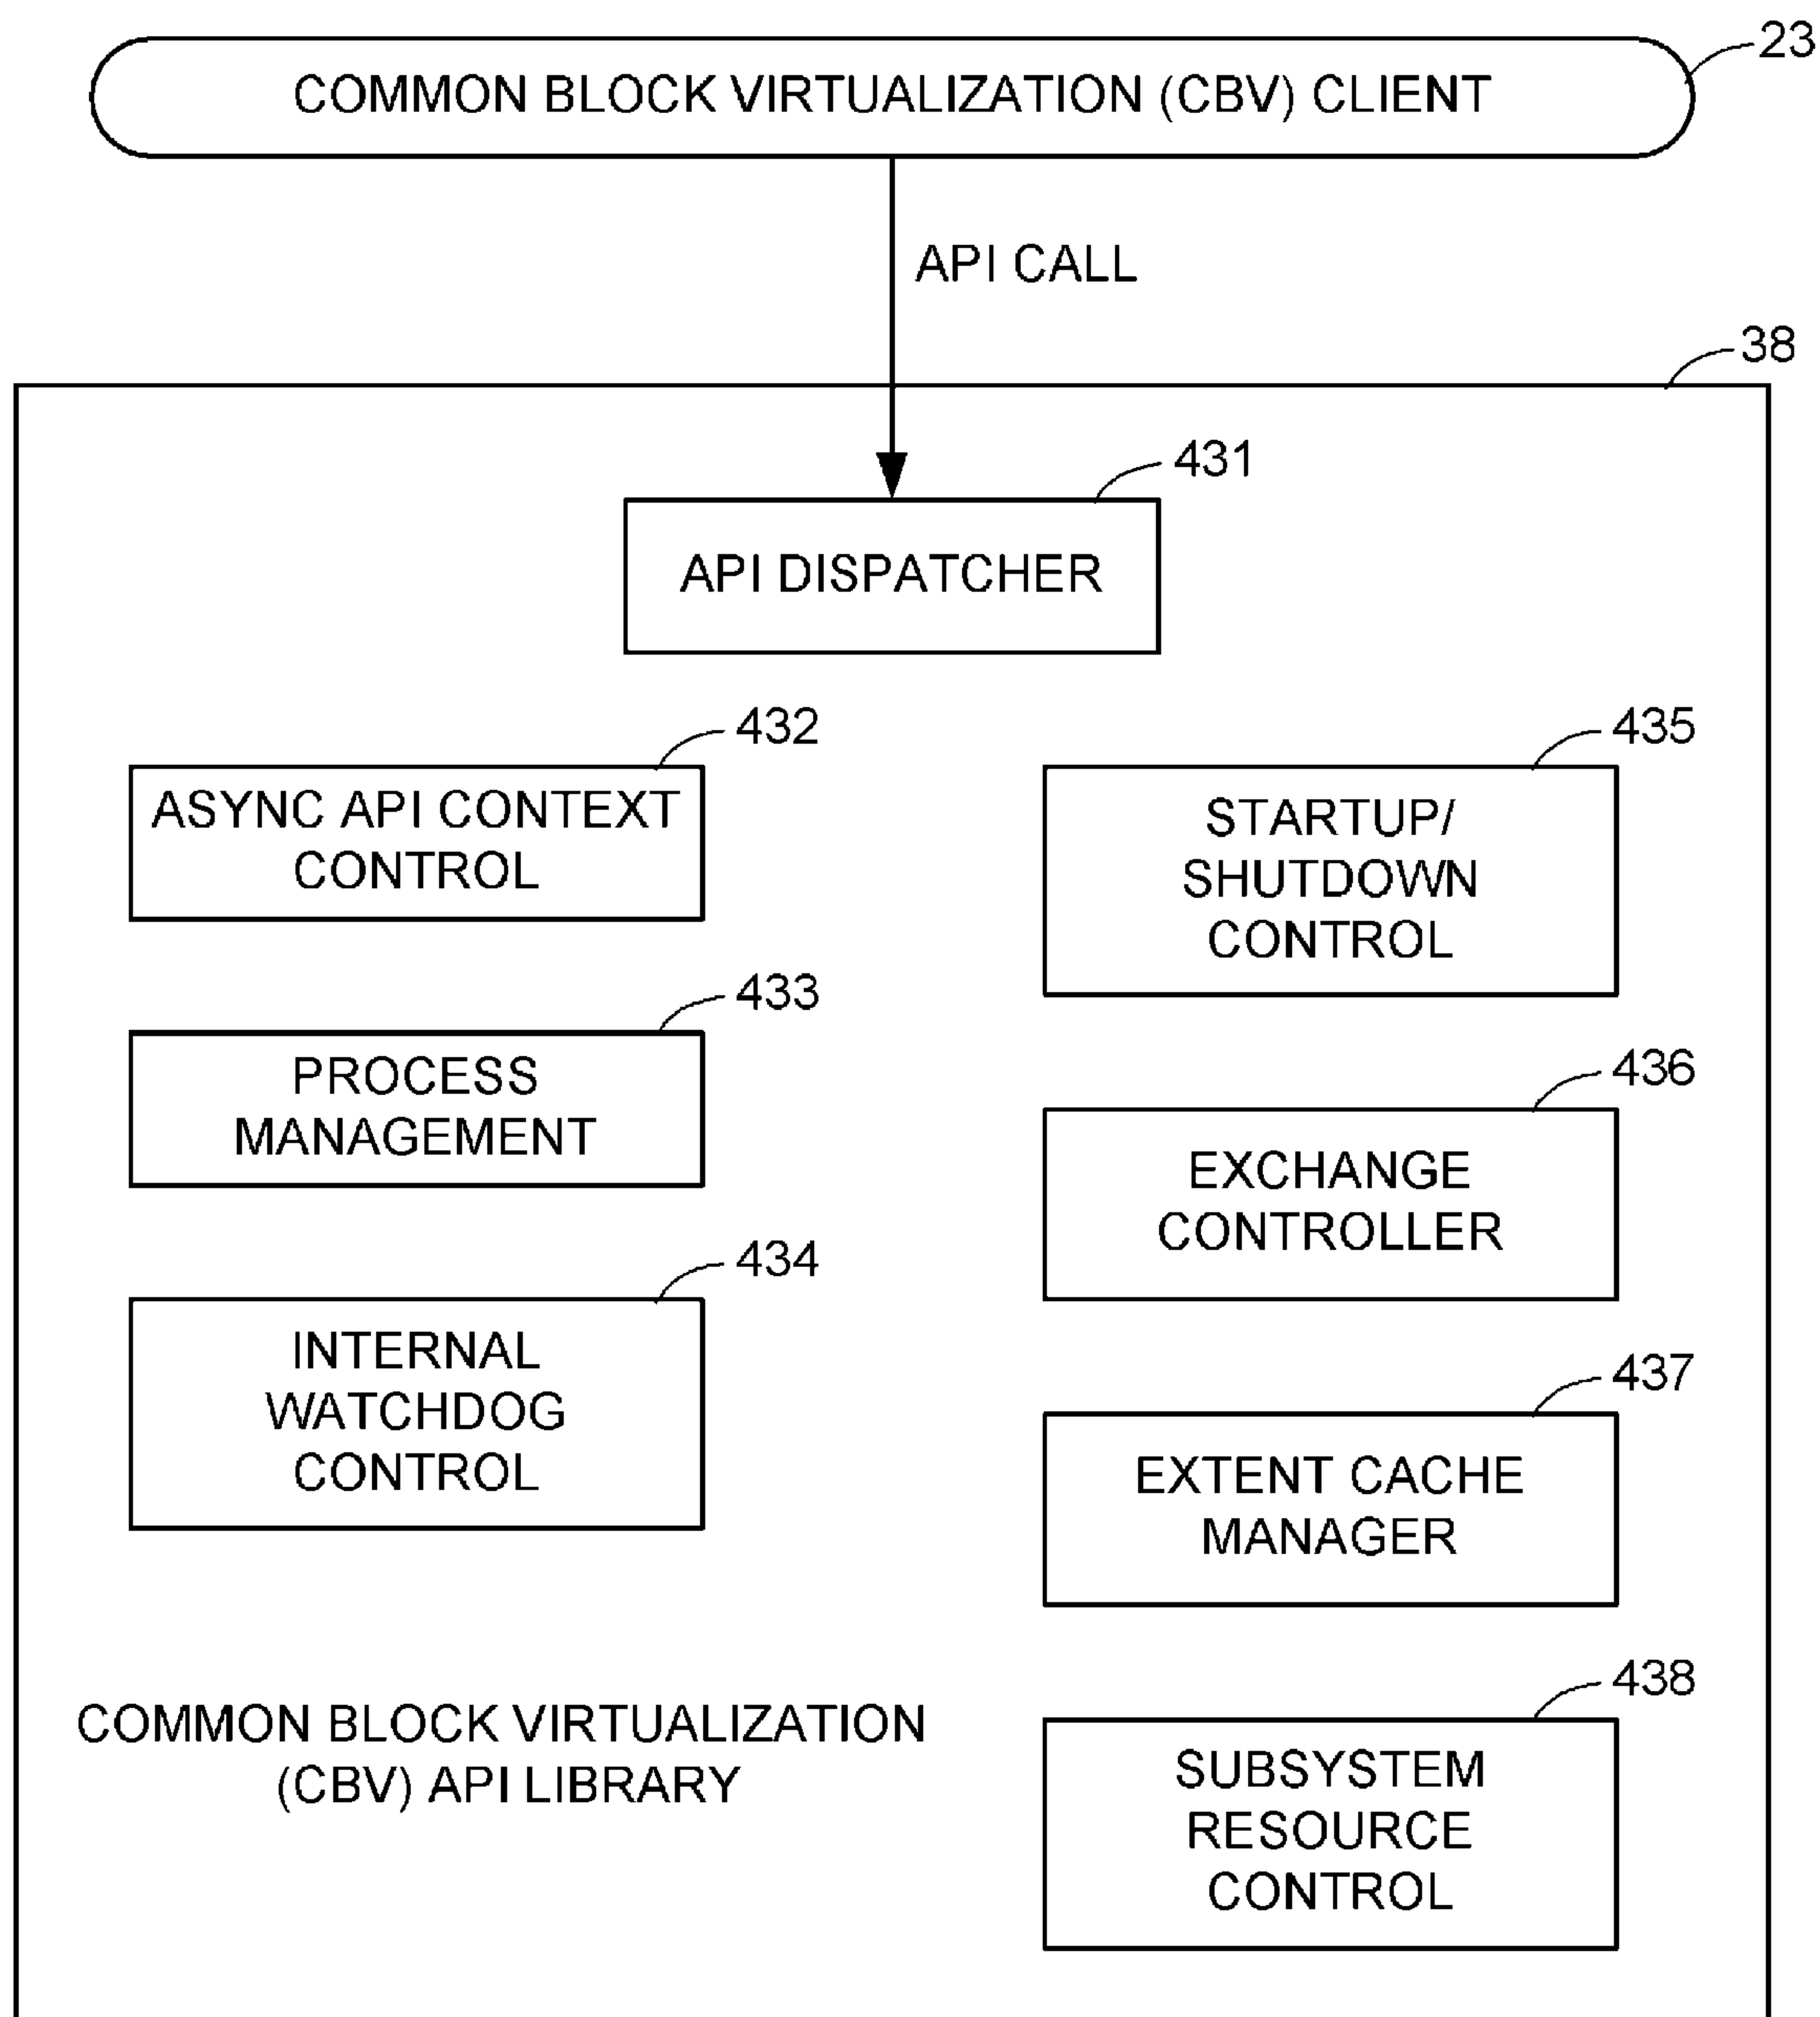 23
COMMON BLOCK VIRTUALIZATION (CBV) CLIENT
API CALL
38
431
API DISPATCHER
432
ASYNC API CONTEXT
CONTROL
433
PROCESS
MANAGEMENT
434
INTERNAL
WATCHDOG
CONTROL
COMMON BLOCK VIRTUALIZATION
(CBV) API LIBRARY
435
STARTUP/
SHUTDOWN
CONTROL
436
EXCHANGE
CONTROLLER
437
EXTENT CACHE
MANAGER
438
SUBSYSTEM
RESOURCE
CONTROL